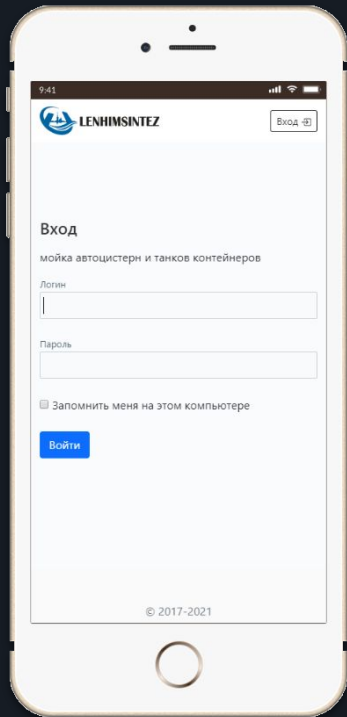 9:41
LENHIMSINTEZ
Вход
Вход
мойка автоцистерн и танков контейнеров
Логин
Пароль
Запомнить меня на этом компьютере
Войти
© 2017-2021